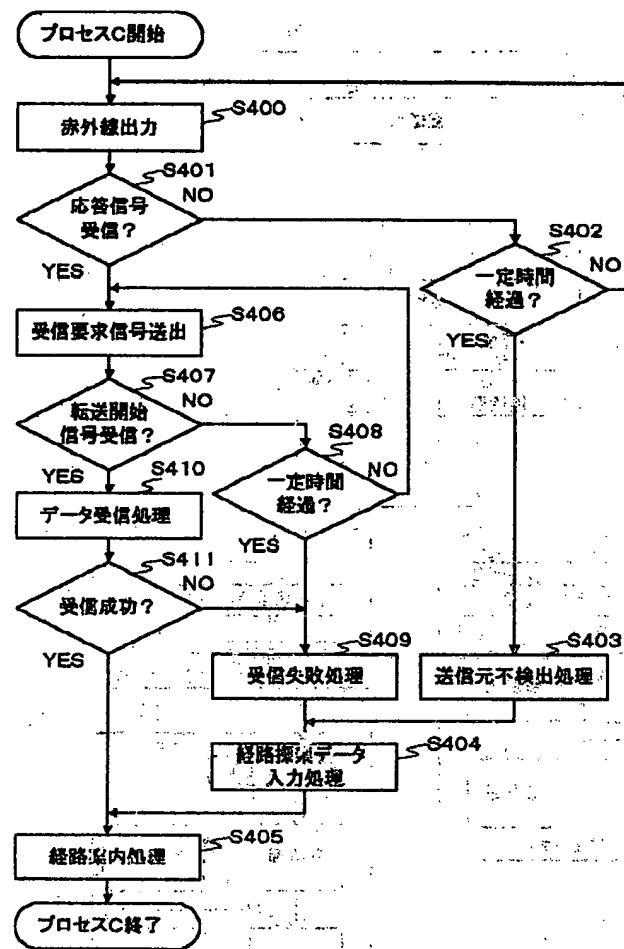 プロセスC開始
赤外線出力
S400
応答信号
受信？
S401
NO
YES
一定時間
経過？
S402
NO
YES
受信要求信号送出
S406
転送開始
信号受信？
S407
NO
YES
一定時間
経過？
S408
NO
YES
データ受信処理
S410
受信成功？
S411
NO
YES
受信失敗処理
S409
送信元不検出処理
S403
経路探索データ
入力処理
S404
経路案内処理
S405
プロセスC終了